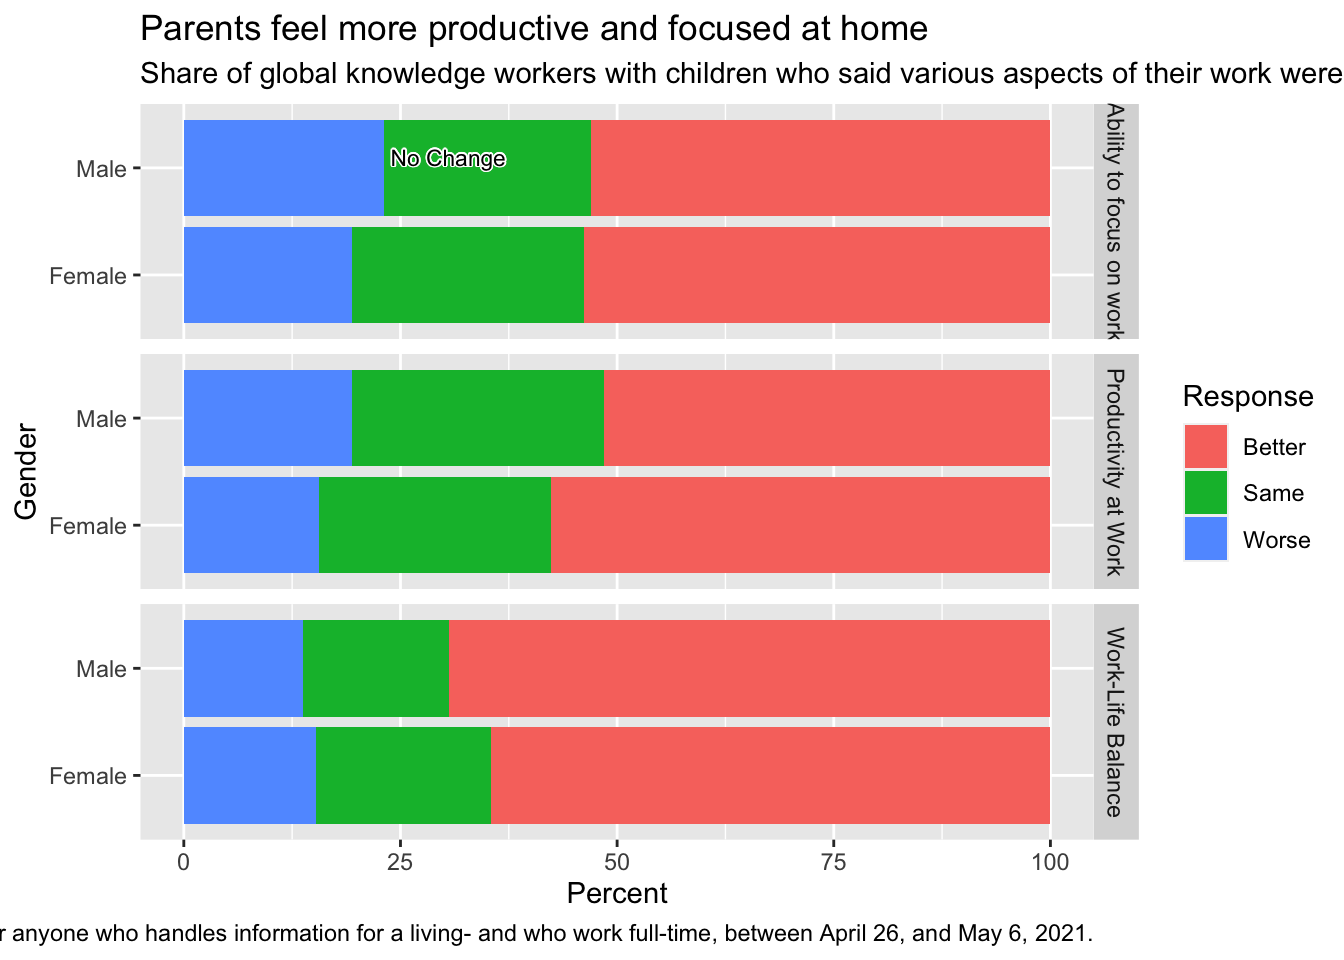 Parents feel more productive and focused at home
Share of global knowledge workers with children who said various aspects of their work were
Male
No Change
Female
Ability to focus on work
Male
Female
Productivity at Work
Male
Female
Work-Life Balance
Gender
0 25 50 75 100
Percent
Response
Better
Same
Worse
r anyone who handles information for a living- and who work full-time, between April 26, and May 6, 2021.